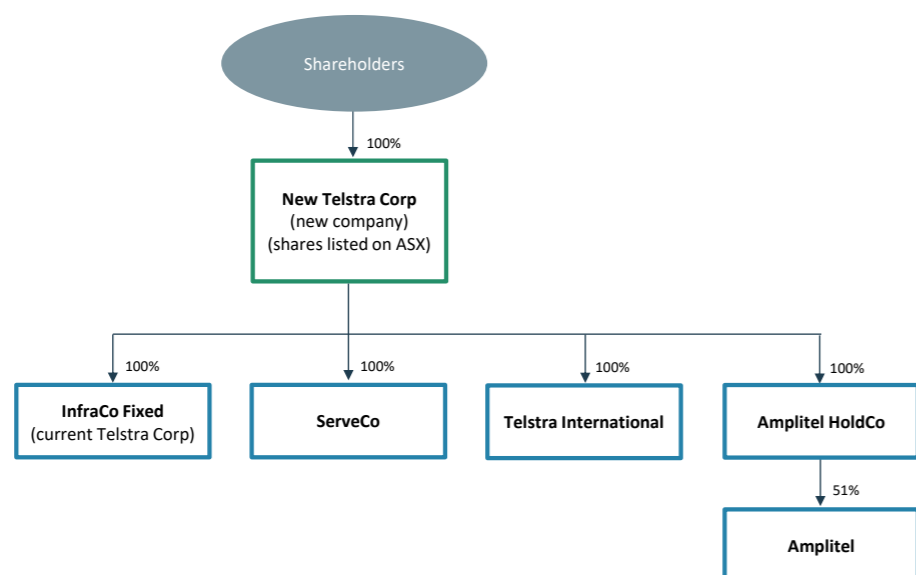 Shareholders
100%
New Telstra Corp
(new company)
(shares listed on ASX)
100%
100%
100%
100%
InfraCo Fixed
(current Telstra Corp)
ServeCo
Telstra International
Amplitel HoldCo
51%
Amplitel